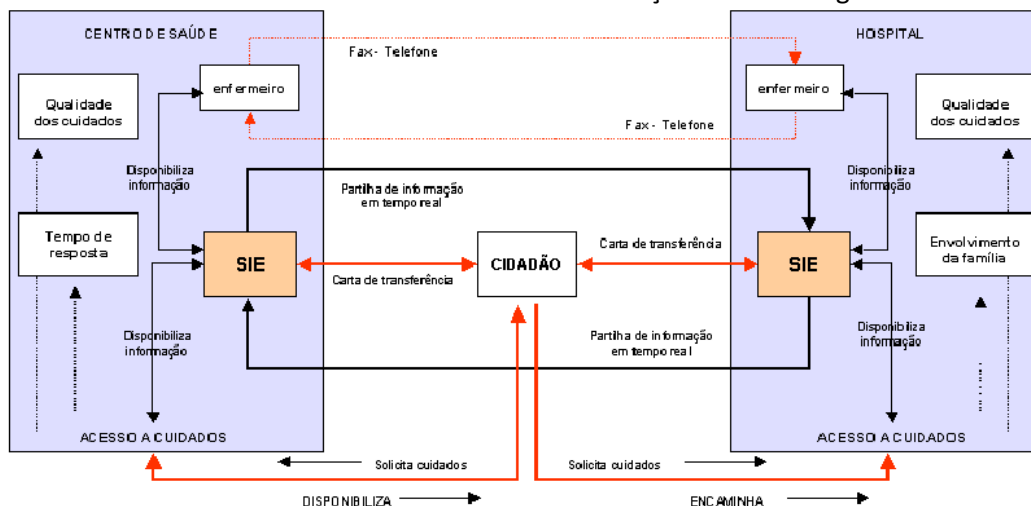 CENTRO DE SAÚDE
HOSPITAL
Fax - Telefone
enfermeiro
enfermeiro
Qualidade
dos cuidados
Qualidade
dos cuidados
Fax - Telefone
Disponibiliza
informação
Disponibiliza
informação
Partilha de informação
em tempo real
Tempo de
resposta
SIE
Carta de transferência
CIDADÃO
Carta de transferência
SIE
Envolvimento
da família
Disponibiliza
informação
Partilha de informação
em tempo real
Disponibiliza
informação
ACESSO A CUIDADOS
ACESSO A CUIDADOS
Solicita cuidados
Solicita cuidados
DISPONIBILIZA
ENCAMINHA